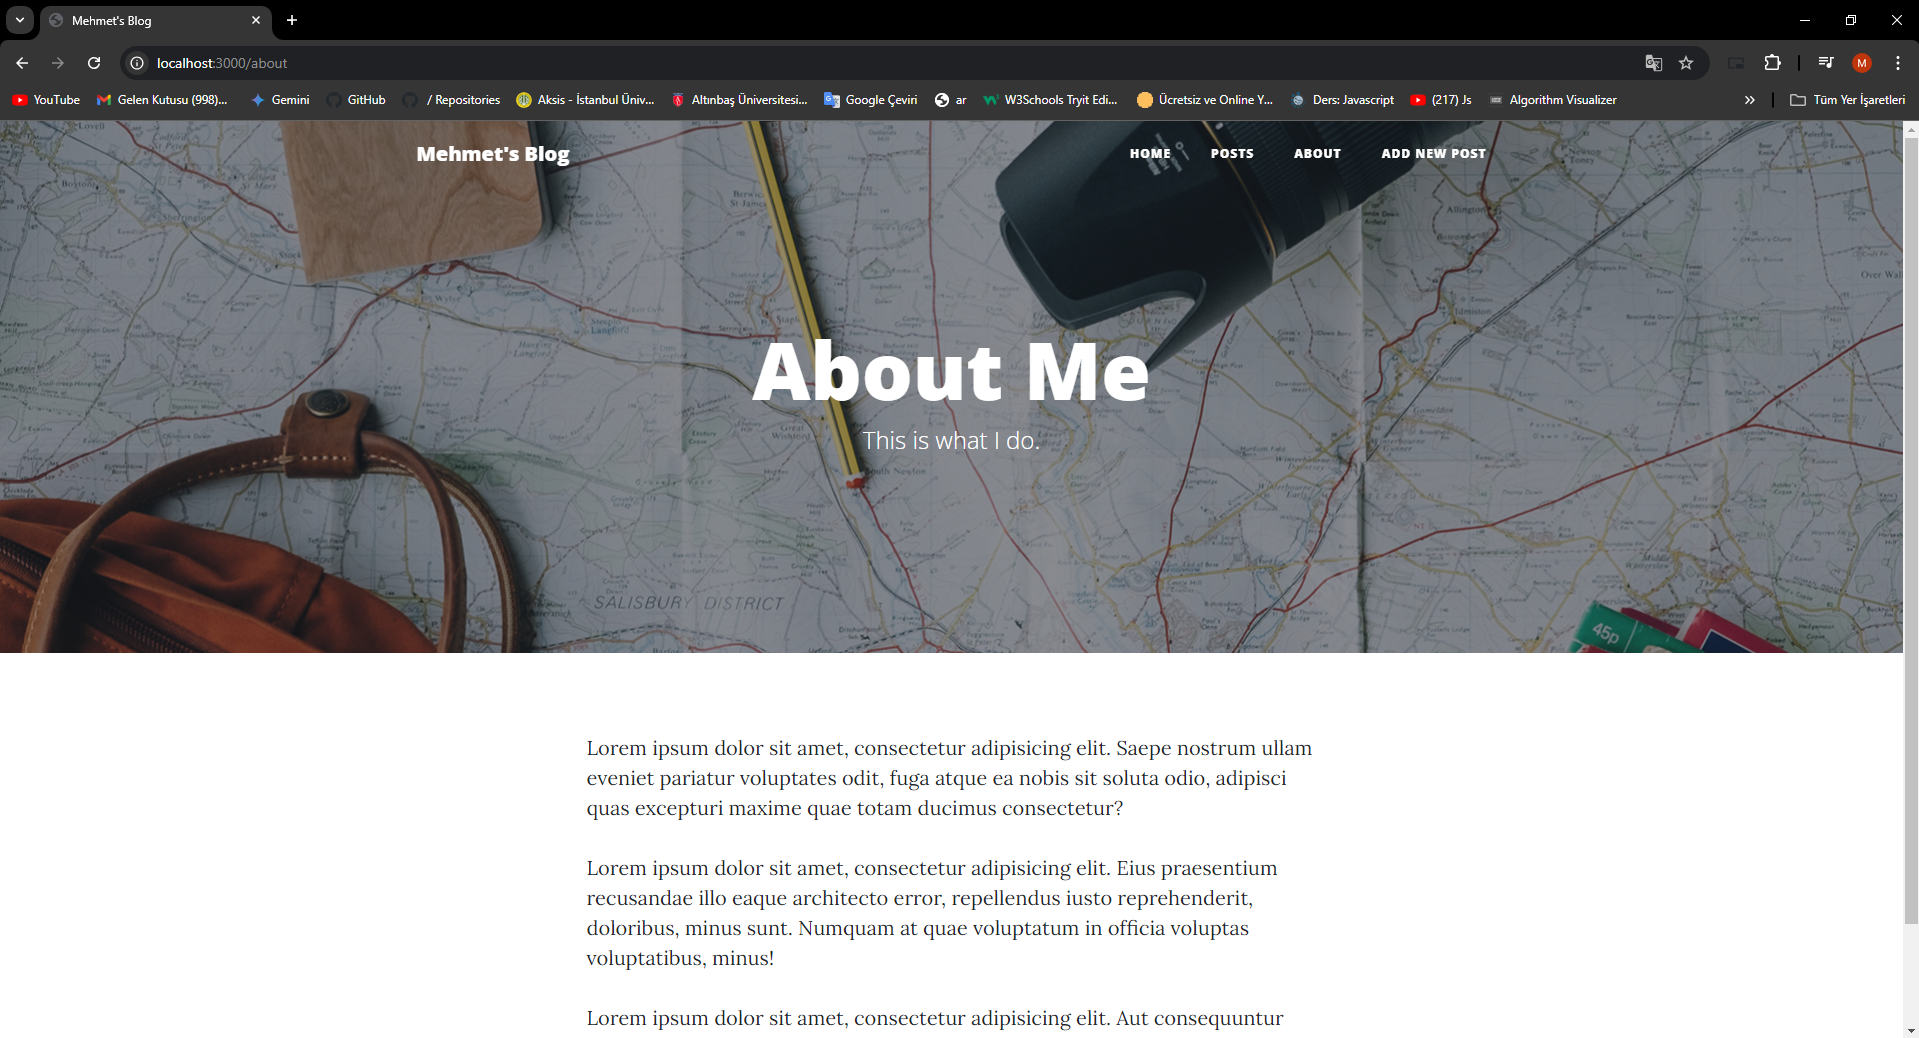 Mehmet's Blog
localhost:3000/about
M
YouTube
Gelen Kutusu (998)...
Gemini
GitHub
/ Repositories
Aksis - İstanbul Üniv...
Altınbaş Üniversitesi...
Google Çeviri
ar
W3Schools Tryit Edi...
Ücretsiz ve Online Y...
Ders: Javascript
(217) Js
Algorithm Visualizer
Tüm Yer İşaretleri
Mehmet's Blog
HOME
POSTS
ABOUT
ADD NEW POST
About Me
This is what I do.
SALISBURY DISTRICT
45p
Lorem ipsum dolor sit amet, consectetur adipisicing elit. Saepe nostrum ullam
eveniet pariatur voluptates odit, fuga atque ea nobis sit soluta odio, adipisci
quas excepturi maxime quae totam ducimus consectetur?
Lorem ipsum dolor sit amet, consectetur adipisicing elit. Eius praesentium
recusandae illo eaque architecto error, repellendus iusto reprehenderit,
doloribus, minus sunt. Numquam at quae voluptatum in officia voluptas
voluptatibus, minus!
Lorem ipsum dolor sit amet, consectetur adipisicing elit. Aut consequuntur